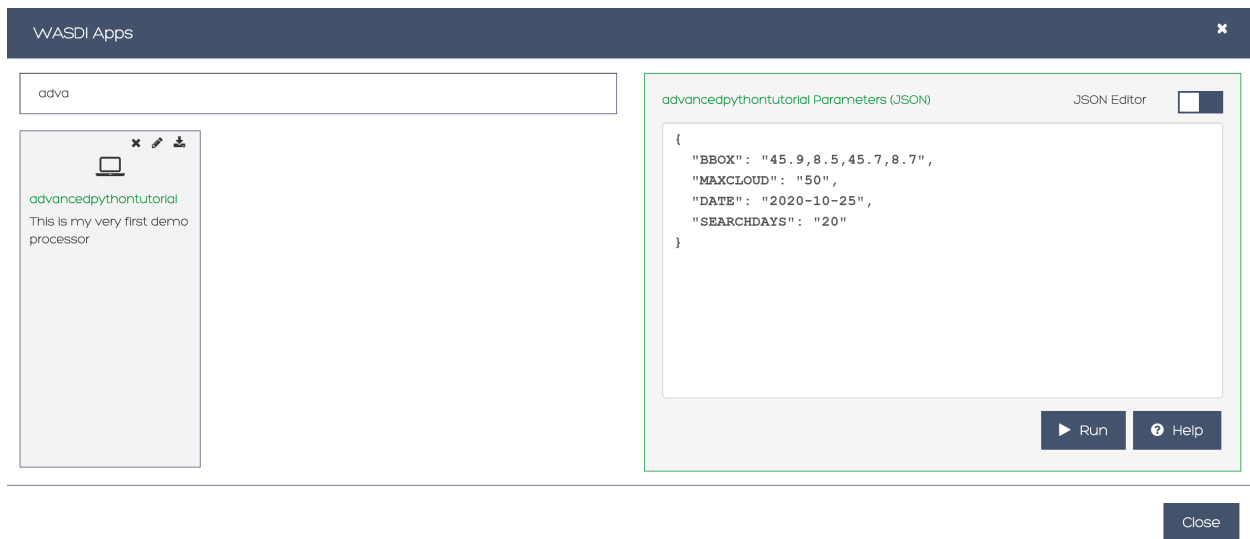 WASDI Apps
adva
advancedpythontutorial
This is my very first demo
processor
advancedpythontutorial Parameters (JSON)
JSON Editor
{
  "BBOX": "45.9,8.5,45.7,8.7",
  "MAXCLOUD": "50",
  "DATE": "2020-10-25",
  "SEARCHDAYS": "20"
}
Run
Help
Close